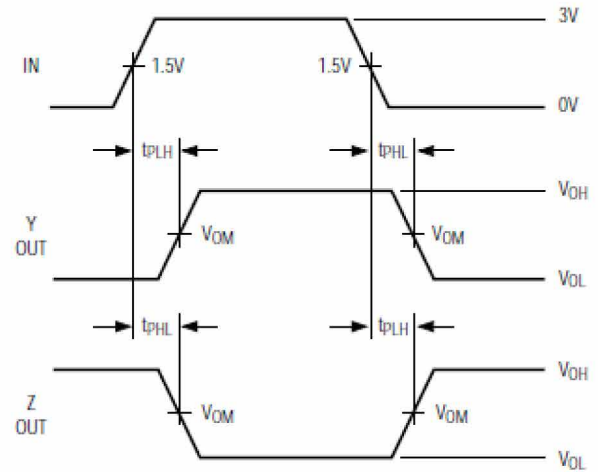 3V
IN 1.5V 1.5V
0V
tPLH tPHL
VOH
Y
OUT
VOM VOM
VOL
tPHL tPLH
VOH
Z
OUT
VOM VOM
VOL